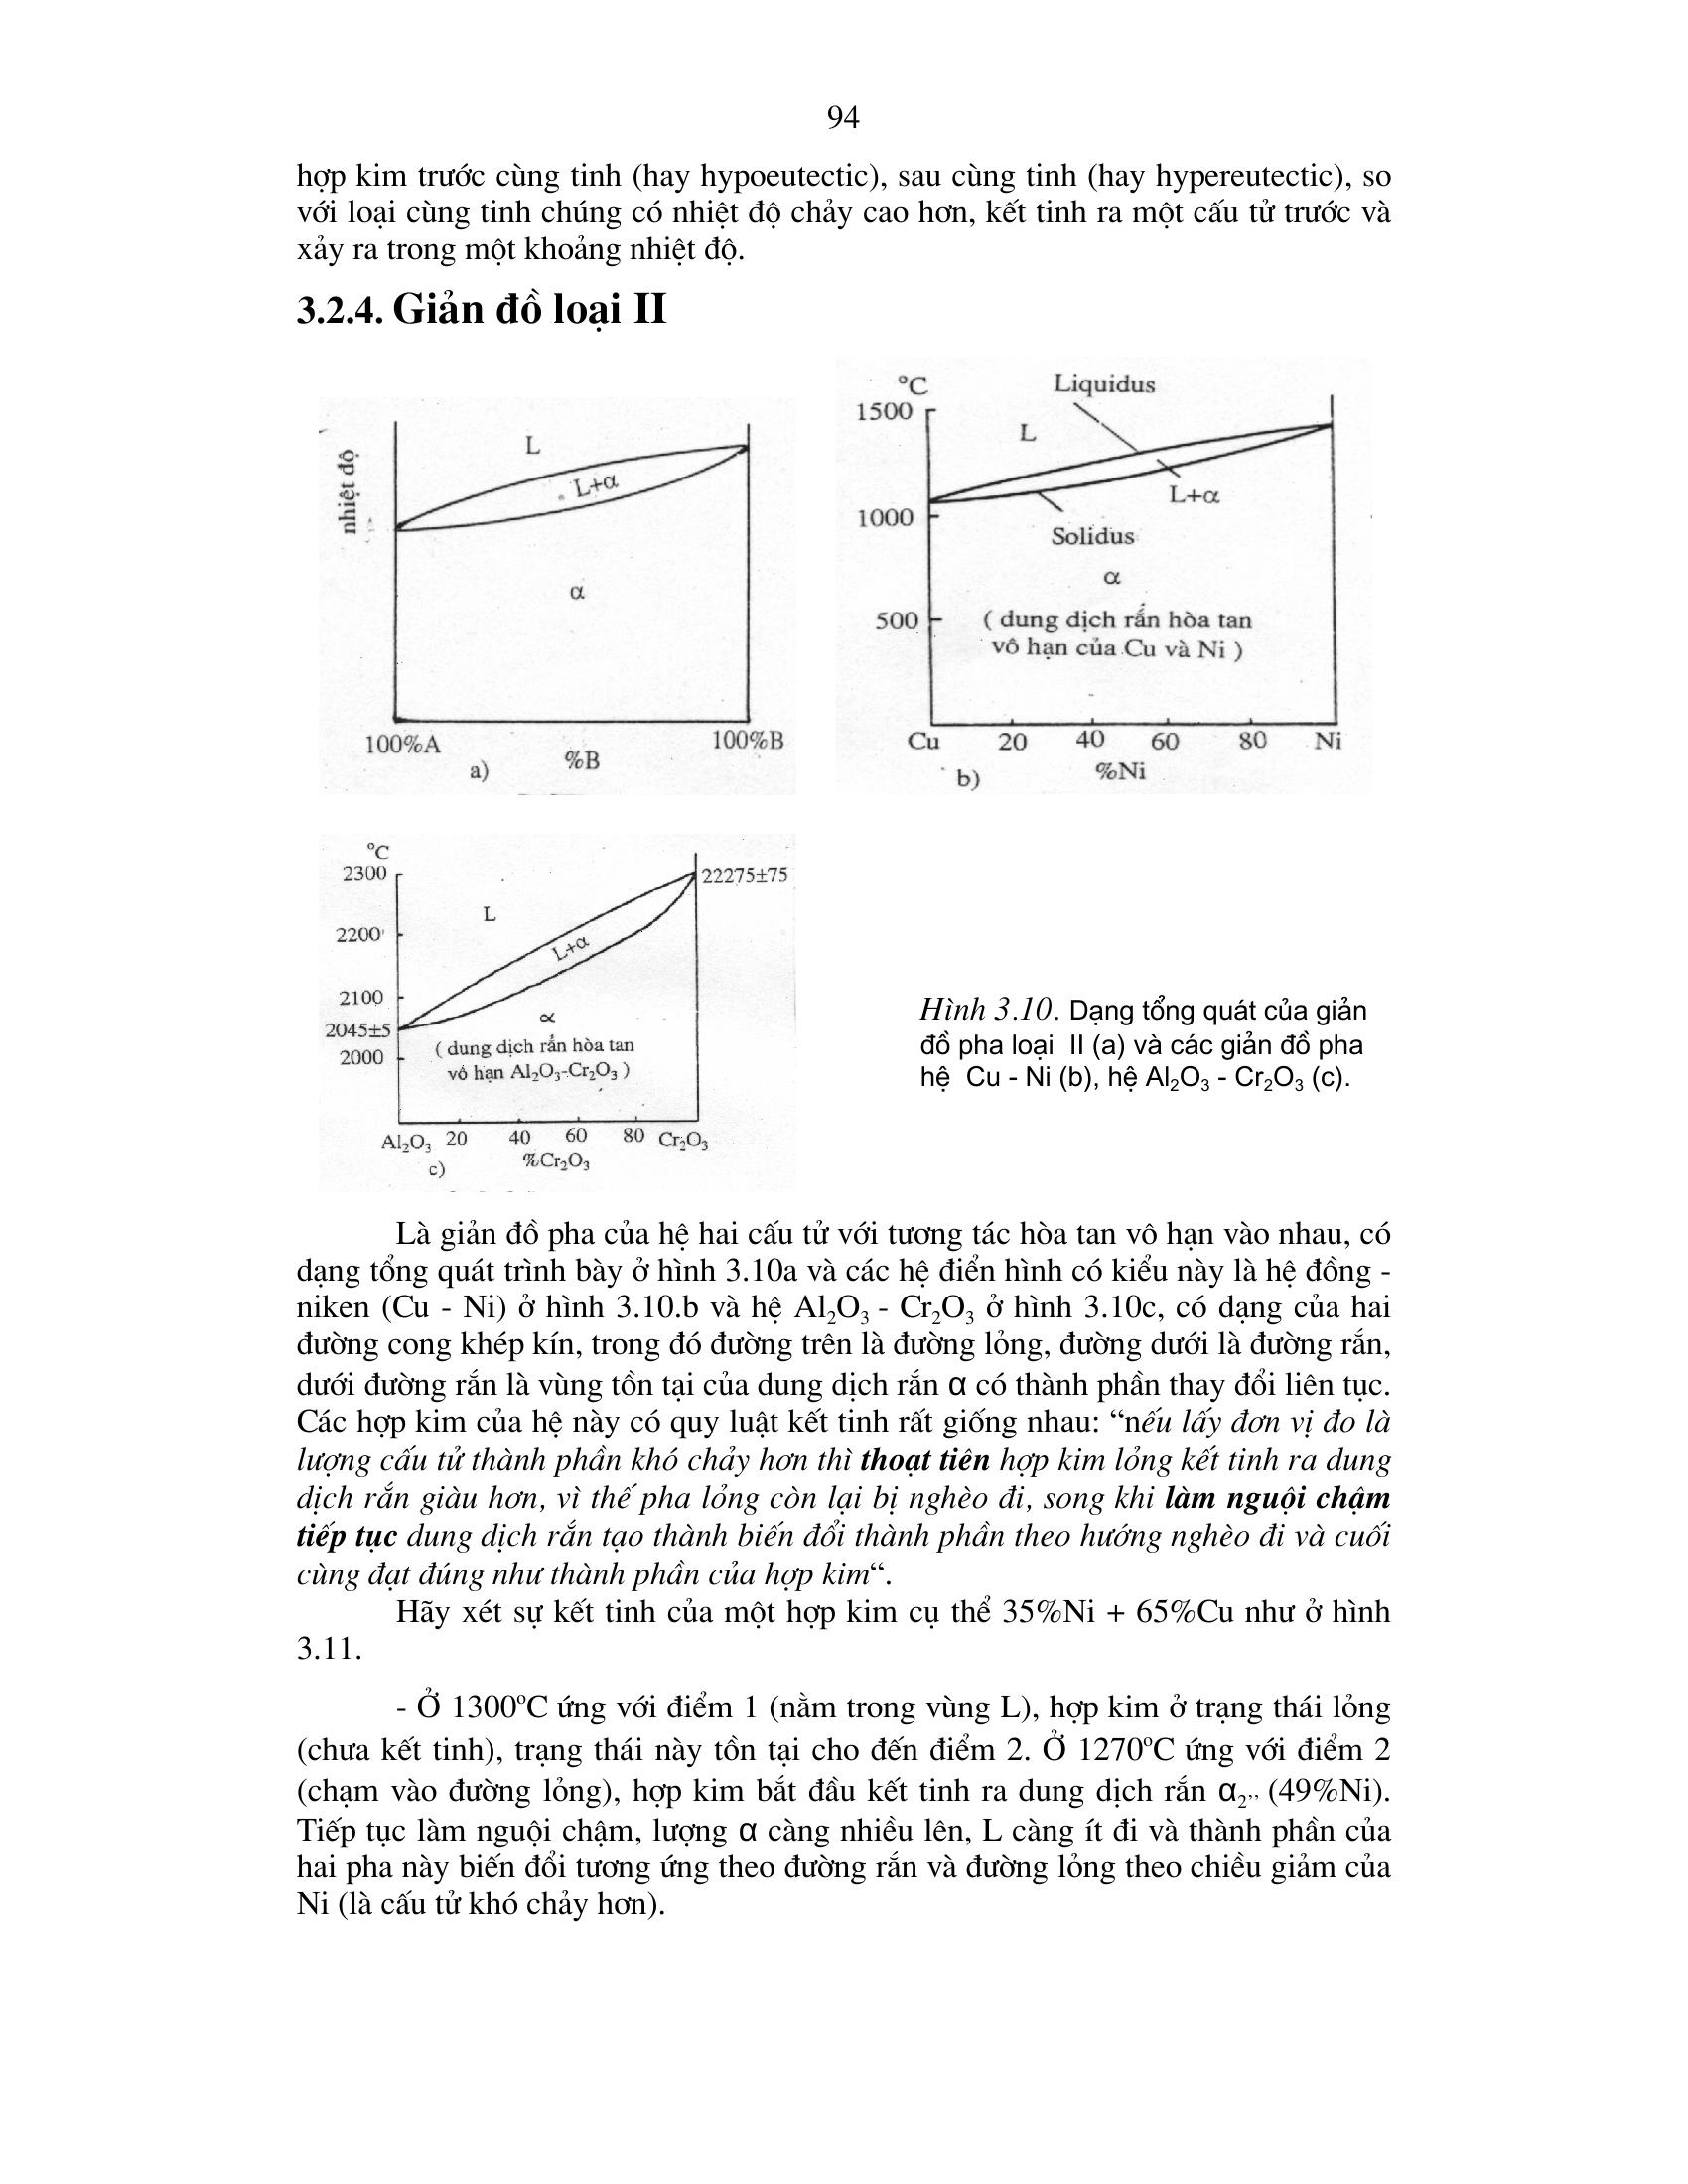 94
hợp kim trước cùng tinh (hay hypoeutectic), sau cùng tinh (hay hypereutectic), so
với loại cùng tinh chúng có nhiệt độ chảy cao hơn, kết tinh ra một cấu tử trước và
xảy ra trong một khoảng nhiệt độ.
3.2.4. Giản đồ loại II
nhiệt độ
L
L+α
α
100%A
%B
100%B
a)
°C
1500
1000
500
Liquidus
L
L+α
Solidus
α
( dung dịch rắn hòa tan
vô hạn của Cu và Ni )
Cu 20 40 60 80 Ni
%Ni
b)
°C
2300
2200
2100
2045±5
2000
22275±75
L
L+α
α
( dung dịch rắn hòa tan
vô hạn Al₂O₃-Cr₂O₃ )
Al₂O₃ 20 40 60 80 Cr₂O₃
%Cr₂O₃
c)
Hình 3.10. Dạng tổng quát của giản
đồ pha loại II (a) và các giản đồ pha
hệ Cu - Ni (b), hệ Al₂O₃ - Cr₂O₃ (c).
Là giản đồ pha của hệ hai cấu tử với tương tác hòa tan vô hạn vào nhau, có
dạng tổng quát trình bày ở hình 3.10a và các hệ điển hình có kiểu này là hệ đồng -
niken (Cu - Ni) ở hình 3.10.b và hệ Al₂O₃ - Cr₂O₃ ở hình 3.10c, có dạng của hai
đường cong khép kín, trong đó đường trên là đường lỏng, đường dưới là đường rắn,
dưới đường rắn là vùng tồn tại của dung dịch rắn α có thành phần thay đổi liên tục.
Các hợp kim của hệ này có quy luật kết tinh rất giống nhau: “nếu lấy đơn vị đo là
lượng cấu tử thành phần khó chảy hơn thì thoạt tiên hợp kim lỏng kết tinh ra dung
dịch rắn giàu hơn, vì thế pha lỏng còn lại bị nghèo đi, song khi làm nguội chậm
tiếp tục dung dịch rắn tạo thành biến đổi thành phần theo hướng nghèo đi và cuối
cùng đạt đúng như thành phần của hợp kim“.
Hãy xét sự kết tinh của một hợp kim cụ thể 35%Ni + 65%Cu như ở hình
3.11.
- Ở 1300ºC ứng với điểm 1 (nằm trong vùng L), hợp kim ở trạng thái lỏng
(chưa kết tinh), trạng thái này tồn tại cho đến điểm 2. Ở 1270ºC ứng với điểm 2
(chạm vào đường lỏng), hợp kim bắt đầu kết tinh ra dung dịch rắn α₂’’ (49%Ni).
Tiếp tục làm nguội chậm, lượng α càng nhiều lên, L càng ít đi và thành phần của
hai pha này biến đổi tương ứng theo đường rắn và đường lỏng theo chiều giảm của
Ni (là cấu tử khó chảy hơn).